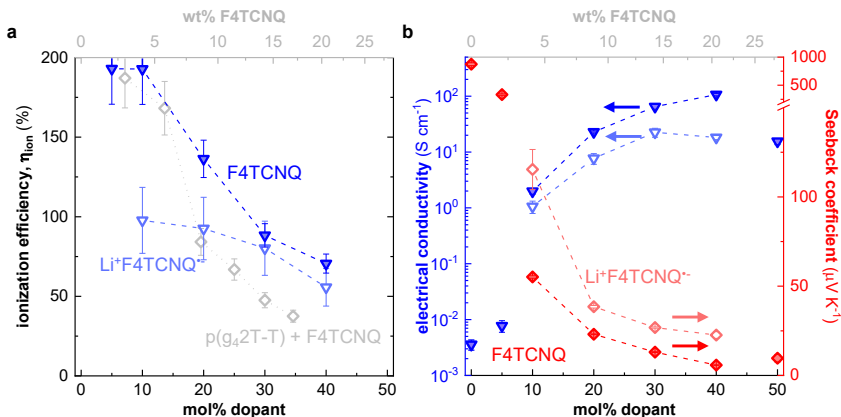 wt% F4TCNQ
0 5 10 15 20 25
a
ionization efficiency, ηion (%)
200
150
100
50
0
F4TCNQ
Li⁺F4TCNQ•⁻
p(g₄2T-T) + F4TCNQ
0 10 20 30 40 50
mol% dopant
wt% F4TCNQ
0 5 10 15 20 25
b
electrical conductivity (S cm⁻¹)
10²
10¹
10⁰
10⁻¹
10⁻²
10⁻³
Li⁺F4TCNQ•⁻
F4TCNQ
1000
500
100
50
0
Seebeck coefficient (μV K⁻¹)
0 10 20 30 40 50
mol% dopant